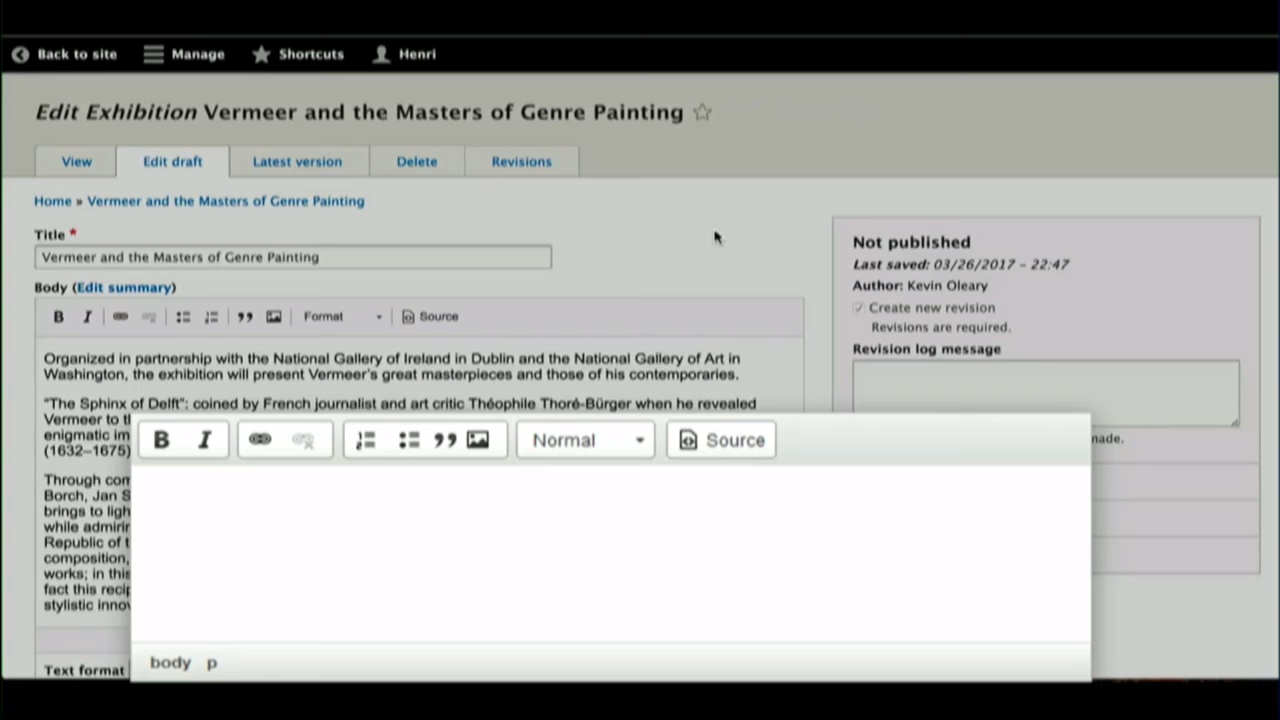 Back to site Manage Shortcuts Henri
Edit Exhibition Vermeer and the Masters of Genre Painting
View Edit draft Latest version Delete Revisions
Home » Vermeer and the Masters of Genre Painting
Title *
Vermeer and the Masters of Genre Painting
Body (Edit summary)
B I Format Source
Organized in partnership with the National Gallery of Ireland in Dublin and the National Gallery of Art in
Washington, the exhibition will present Vermeer's great masterpieces and those of his contemporaries.
"The Sphinx of Delft": coined by French journalist and art critic Théophile Thoré-Bürger when he revealed
Vermeer to t
enigmatic im
(1632–1675)
Through com
Borch, Jan S
brings to ligh
while admirin
Republic of t
composition,
works; in this
fact this recip
stylistic innov
Text format
Not published
Last saved: 03/26/2017 – 22:47
Author: Kevin Oleary
Create new revision
Revisions are required.
Revision log message
made.
B I Normal Source
body p